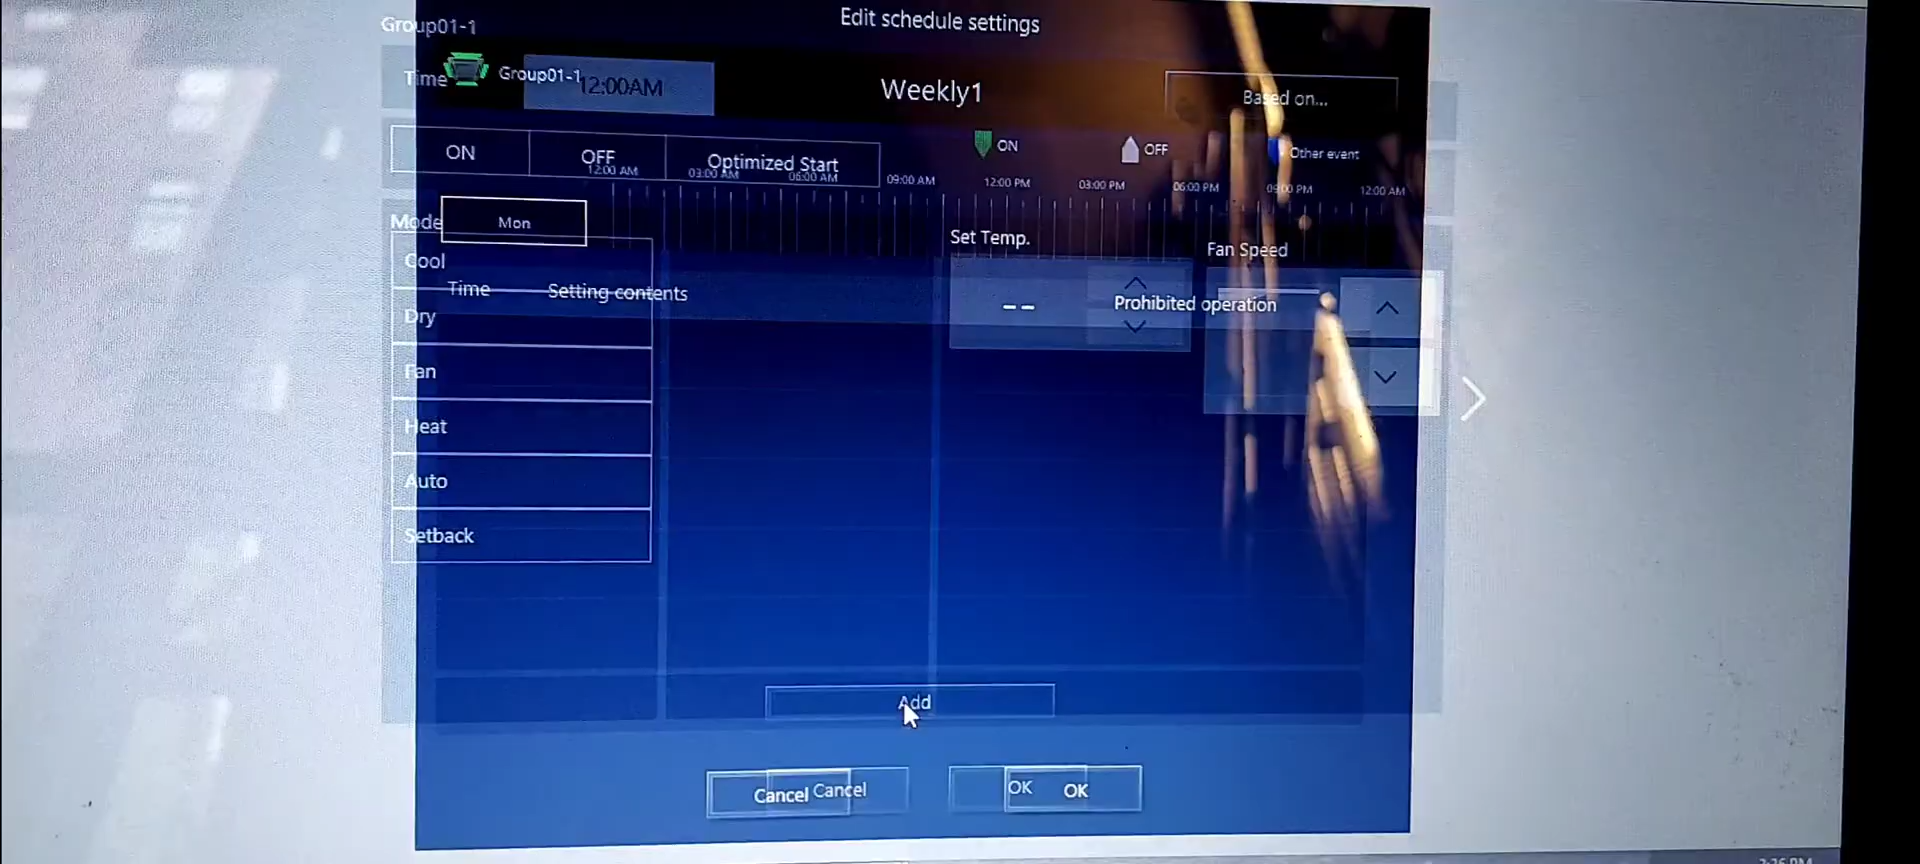 Edit schedule settings
Group01-1
Time
Group01-1
12:00AM
Weekly1
Based on...
ON
OFF
Optimized Start
ON
OFF
Other event
12:00 AM
03:00 AM
06:00 AM
09:00 AM
12:00 PM
03:00 PM
06:00 PM
09:00 PM
12:00 AM
Mode
Mon
Set Temp.
Fan Speed
Cool
Time
Setting contents
--
Prohibited operation
Dry
Fan
Heat
Auto
Setback
Add
Cancel
Cancel
OK
OK